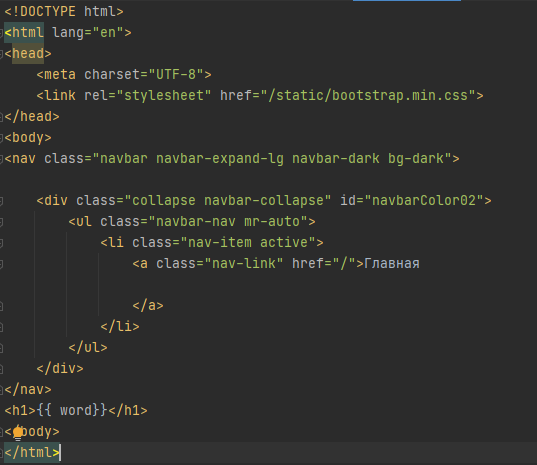 <!DOCTYPE html>
<html lang="en">
<head>
    <meta charset="UTF-8">
    <link rel="stylesheet" href="/static/bootstrap.min.css">
</head>
<body>
<nav class="navbar navbar-expand-lg navbar-dark bg-dark">

    <div class="collapse navbar-collapse" id="navbarColor02">
        <ul class="navbar-nav mr-auto">
            <li class="nav-item active">
                <a class="nav-link" href="/">Главная

                </a>
            </li>
        </ul>
    </div>
</nav>
<h1>{{ word}}</h1>
<body>
</html>